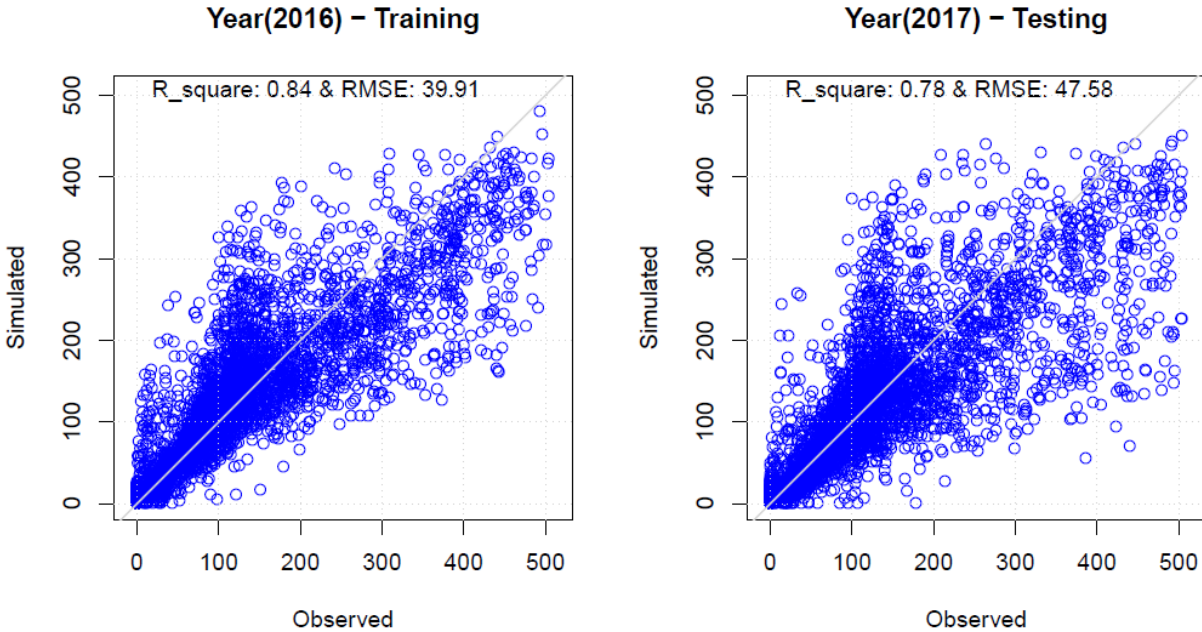 Year(2016) − Training
R_square: 0.84 & RMSE: 39.91
Simulated
500
400
300
200
100
0
0 100 200 300 400 500
Observed
Year(2017) − Testing
R_square: 0.78 & RMSE: 47.58
Simulated
500
400
300
200
100
0
0 100 200 300 400 500
Observed